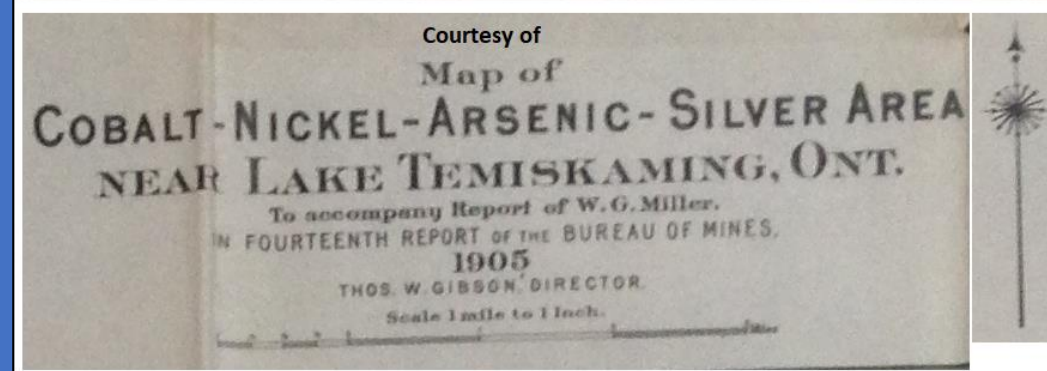 Courtesy of
Map of
COBALT-NICKEL-ARSENIC-SILVER AREA
NEAR LAKE TEMISKAMING, ONT.
To accompany Report of W.G. Miller.
IN FOURTEENTH REPORT OF THE BUREAU OF MINES.
1905
THOS. W. GIBSON, DIRECTOR.
Scale 1 mile to 1 Inch.